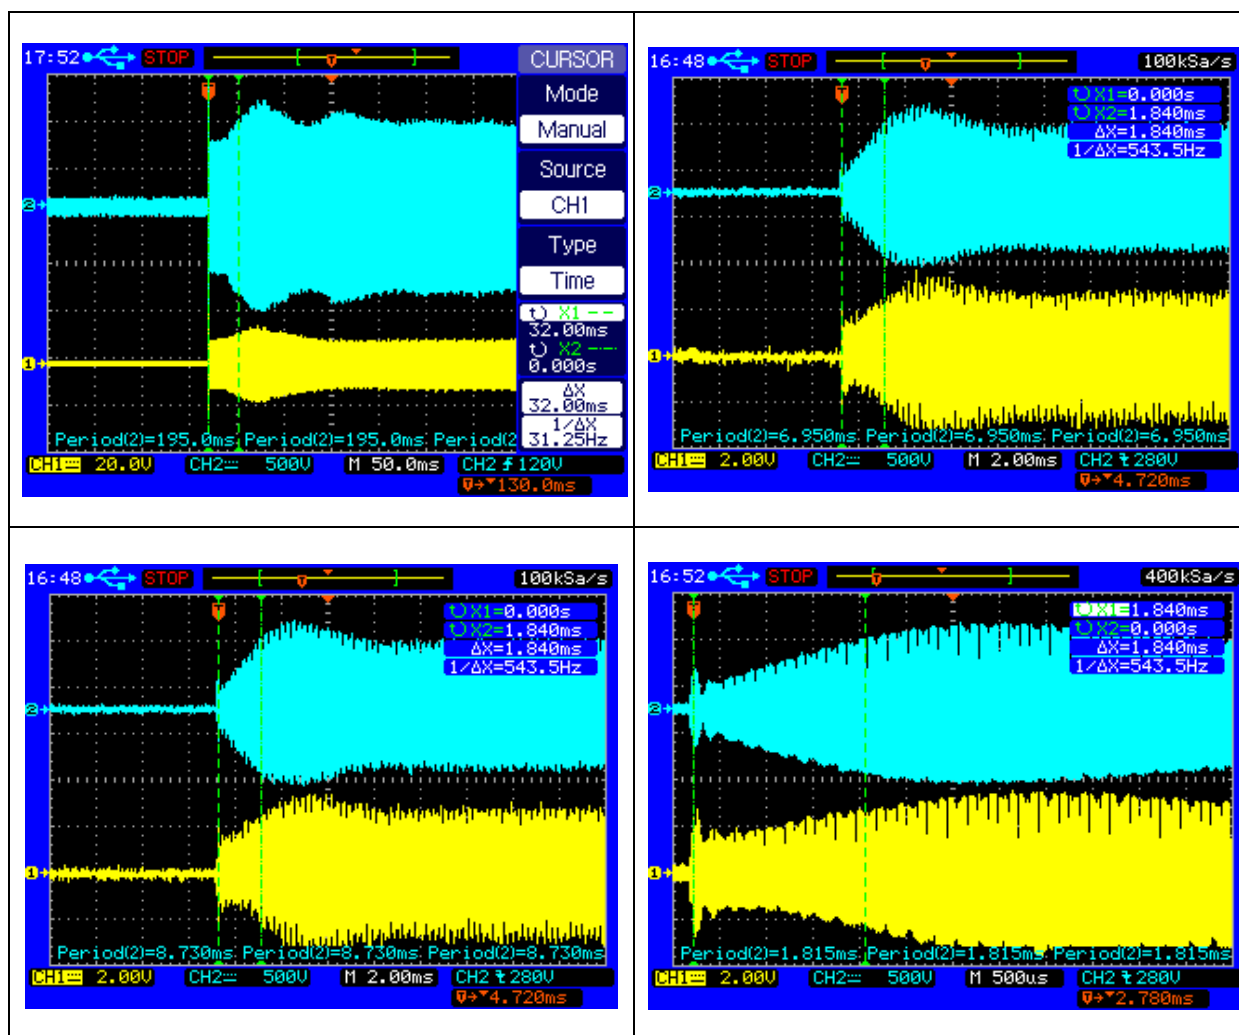 17:52 STOP CURSOR
Mode
Manual
Source
CH1
Type
Time
X1
32.00ms
X2
0.000s
ΔX
32.00ms
1/ΔX
31.25Hz
2
1
Period(2)=195.0ms Period(2)=195.0ms Period(2
CH1 20.0V CH2 500V M 50.0ms CH2 120V
130.0ms
16:48 STOP 100kSa/s
X1=0.000s
X2=1.840ms
ΔX=1.840ms
1/ΔX=543.5Hz
2
1
Period(2)=6.950ms Period(2)=6.950ms Period(2)=6.950ms
CH1 2.00V CH2 500V M 2.00ms CH2 280V
4.720ms
16:48 STOP 100kSa/s
X1=0.000s
X2=1.840ms
ΔX=1.840ms
1/ΔX=543.5Hz
2
1
Period(2)=8.730ms Period(2)=8.730ms Period(2)=8.730ms
CH1 2.00V CH2 500V M 2.00ms CH2 280V
4.720ms
16:52 STOP 400kSa/s
X1=1.840ms
X2=0.000s
ΔX=1.840ms
1/ΔX=543.5Hz
2
1
Period(2)=1.815ms Period(2)=1.815ms Period(2)=1.815ms
CH1 2.00V CH2 500V M 500us CH2 280V
2.780ms